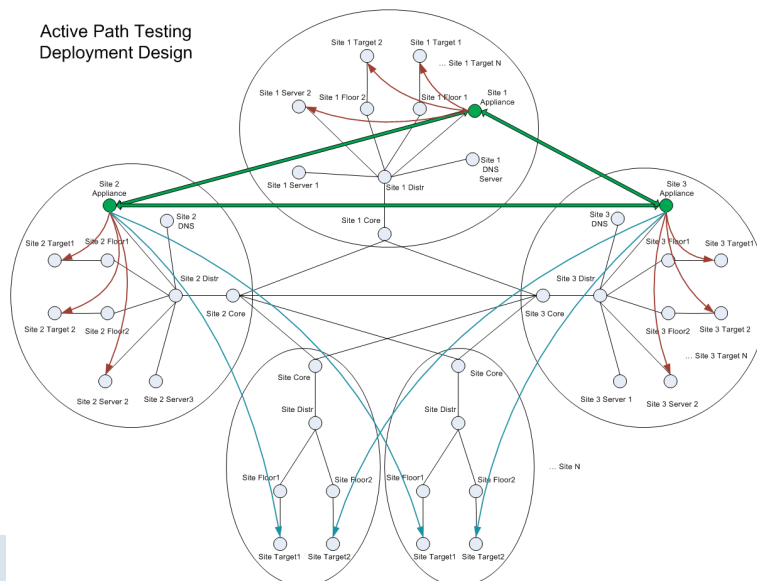 Active Path Testing
Deployment Design
Site 1 Target 2
Site 1 Target 1
... Site 1 Target N
Site 1 Server 2
Site 1 Floor 2
Site 1 Floor 1
Site 1
Appliance
Site 1 Server 1
Site 1 Distr
Site 1
DNS
Server
Site 1 Core
Site 2
Appliance
Site 2
DNS
Site 2 Target1
Site 2 Floor1
Site 2 Distr
Site 2 Target 2
Site 2 Floor2
Site 2 Core
Site 2 Server 2
Site 2 Server3
Site 3
Appliance
Site 3
DNS
Site 3 Floor1
Site 3 Target1
Site 3 Distr
Site 3 Core
Site 3 Floor2
Site 3 Target 2
... Site 3 Target N
Site 3 Server 1
Site 3 Server 2
Site Core
Site Distr
Site Floor1
Site Floor2
Site Target1
Site Target2
Site Core
Site Distr
Site Floor1
Site Floor2
Site Target1
Site Target2
... Site N